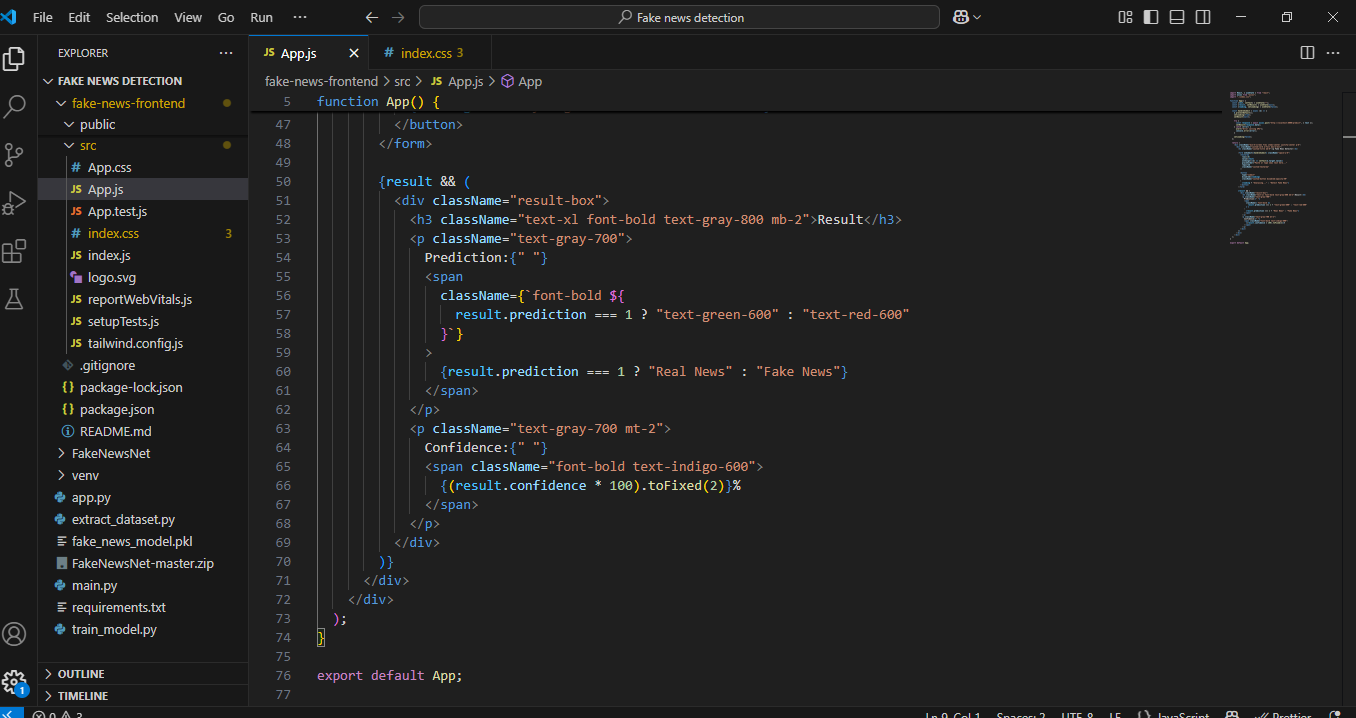 File Edit Selection View Go Run ··· Fake news detection
EXPLORER ···
FAKE NEWS DETECTION
fake-news-frontend
public
src
# App.css
JS App.js
JS App.test.js
# index.css 3
JS index.js
logo.svg
JS reportWebVitals.js
JS setupTests.js
JS tailwind.config.js
.gitignore
{} package-lock.json
{} package.json
README.md
FakeNewsNet
venv
app.py
extract_dataset.py
fake_news_model.pkl
FakeNewsNet-master.zip
main.py
requirements.txt
train_model.py
OUTLINE
TIMELINE
1
JS App.js
# index.css 3
fake-news-frontend > src > JS App.js > App
5 function App() {
47 </button>
48 </form>
49
50 {result && (
51 <div className="result-box">
52 <h3 className="text-xl font-bold text-gray-800 mb-2">Result</h3>
53 <p className="text-gray-700">
54 Prediction:{" "}
55 <span
56 className={`font-bold ${
57 result.prediction === 1 ? "text-green-600" : "text-red-600"
58 }`}
59 >
60 {result.prediction === 1 ? "Real News" : "Fake News"}
61 </span>
62 </p>
63 <p className="text-gray-700 mt-2">
64 Confidence:{" "}
65 <span className="font-bold text-indigo-600">
66 {(result.confidence * 100).toFixed(2)}%
67 </span>
68 </p>
69 </div>
70 )}
71 </div>
72 </div>
73 );
74 }
75
76 export default App;
77
0 3 Ln 9, Col 1 Spaces: 2 UTF-8 LF {} JavaScript Prettier